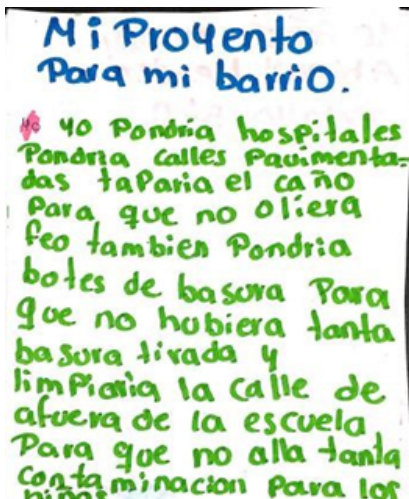 Mi Proyento
Para mi barrio.
yo yo Pondria hospitales
Pondria calles Pavimenta-
das taParia el caño
Para que no oliera
feo tambien Pondria
botes de basura Para
que no hubiera tanta
basura tirada y
limPiaria la calle de
afuera de la escuela
Para que no alla tanta
contaminacion para los
niños